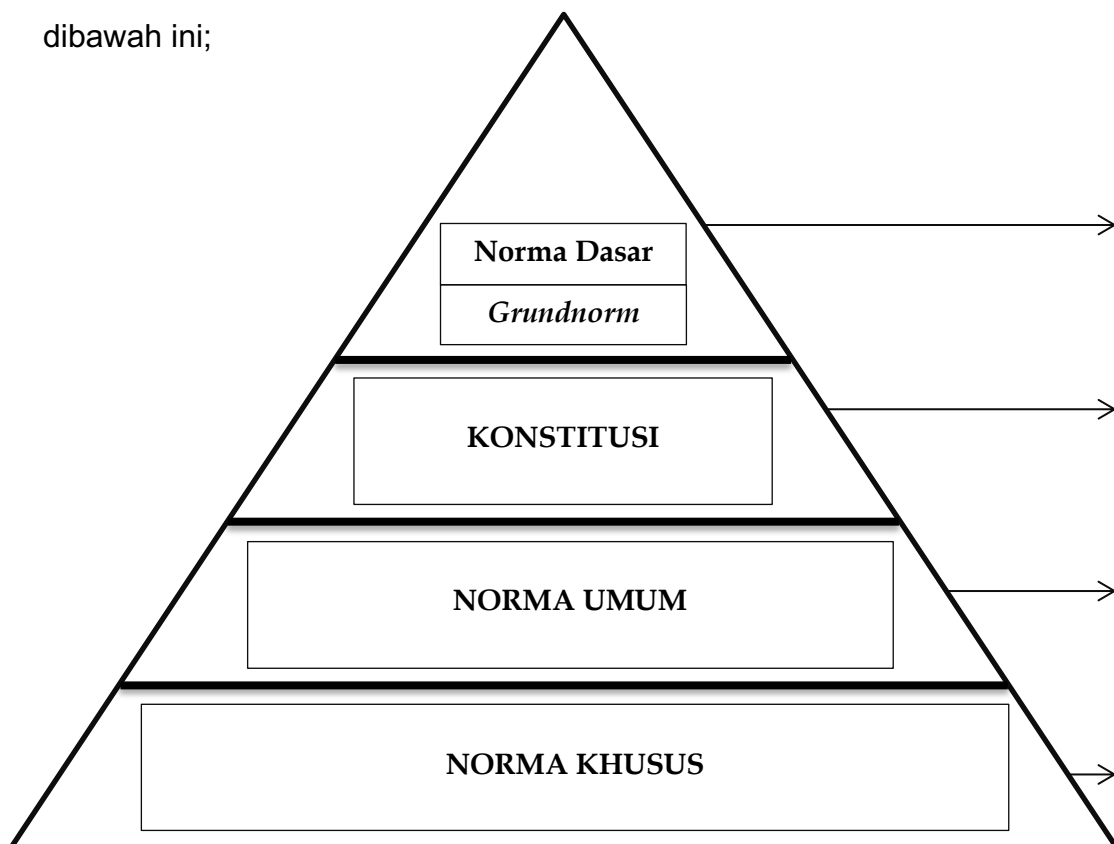 dibawah ini;
Norma Dasar
Grundnorm
KONSTITUSI
NORMA UMUM
NORMA KHUSUS